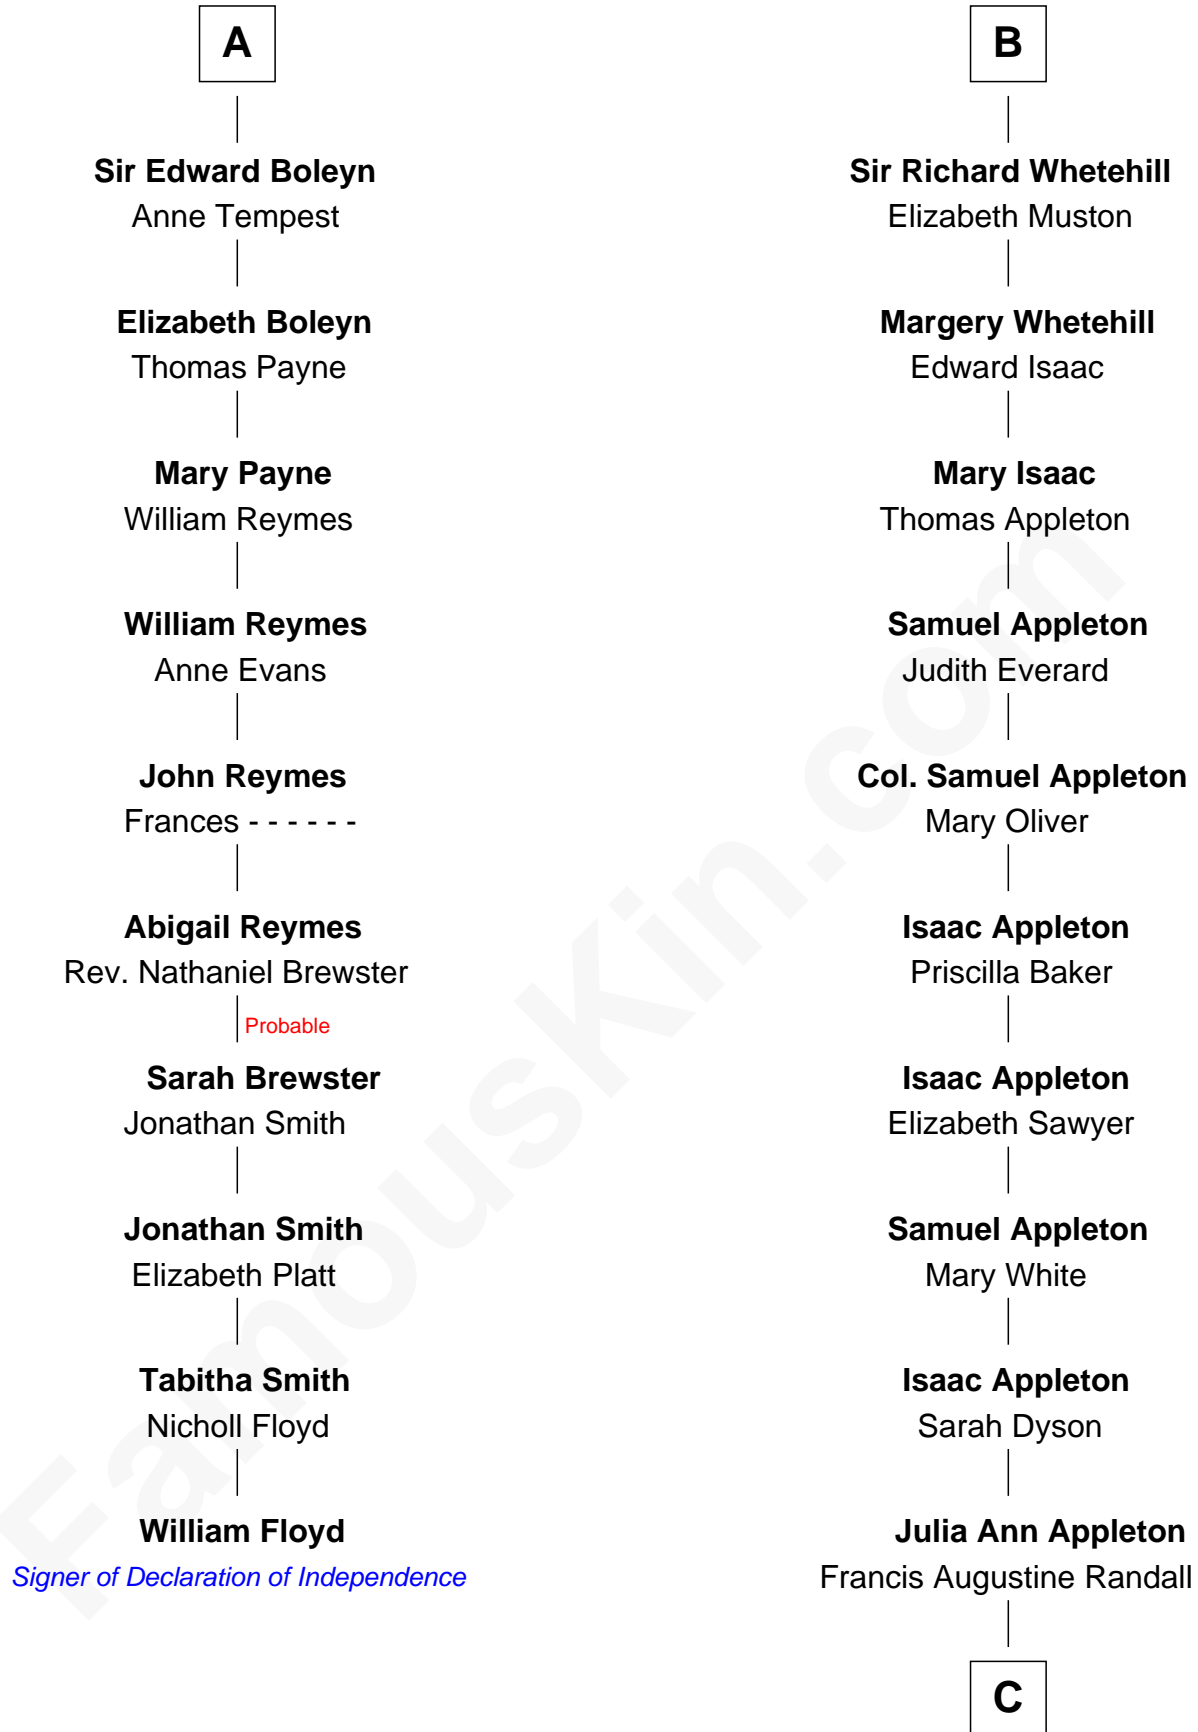 A
Sir Edward Boleyn
Anne Tempest
Elizabeth Boleyn
Thomas Payne
Mary Payne
William Reymes
William Reymes
Anne Evans
John Reymes
Frances - - - - - -
Abigail Reymes
Rev. Nathaniel Brewster
Probable
Sarah Brewster
Jonathan Smith
Jonathan Smith
Elizabeth Platt
Tabitha Smith
Nicholl Floyd
William Floyd
Signer of Declaration of Independence
B
Sir Richard Whetehill
Elizabeth Muston
Margery Whetehill
Edward Isaac
Mary Isaac
Thomas Appleton
Samuel Appleton
Judith Everard
Col. Samuel Appleton
Mary Oliver
Isaac Appleton
Priscilla Baker
Isaac Appleton
Elizabeth Sawyer
Samuel Appleton
Mary White
Isaac Appleton
Sarah Dyson
Julia Ann Appleton
Francis Augustine Randall
C
FamousKin.com